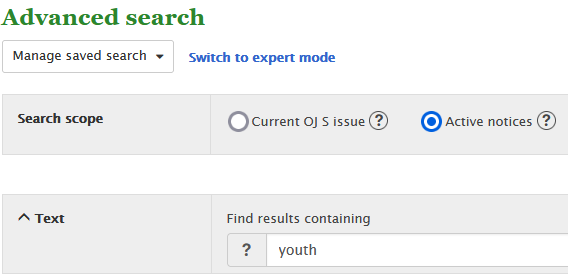 Advanced search
Manage saved search Switch to expert mode
Search scope Current OJ S issue ? Active notices ?
Text Find results containing
? youth